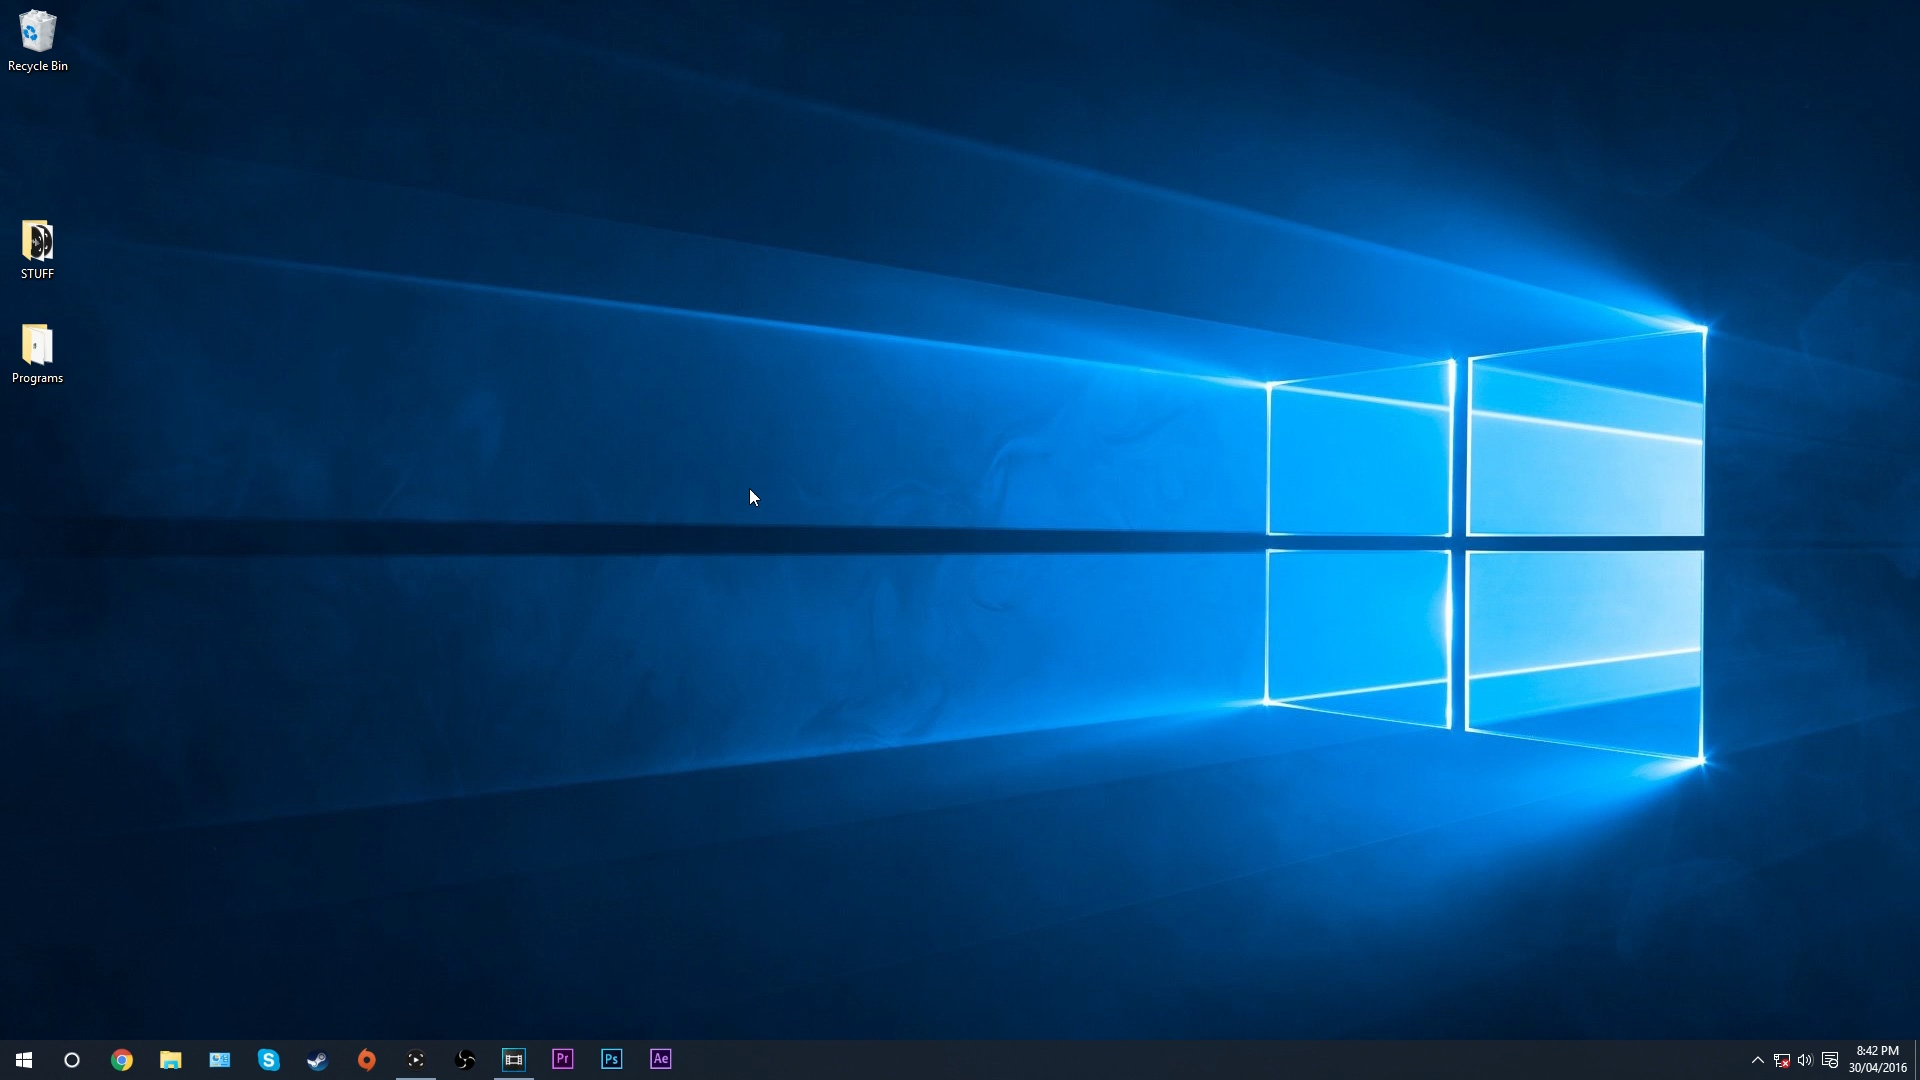 Recycle Bin
STUFF
Programs
S
Pr
Ps
Ae
8:42 PM
30/04/2016